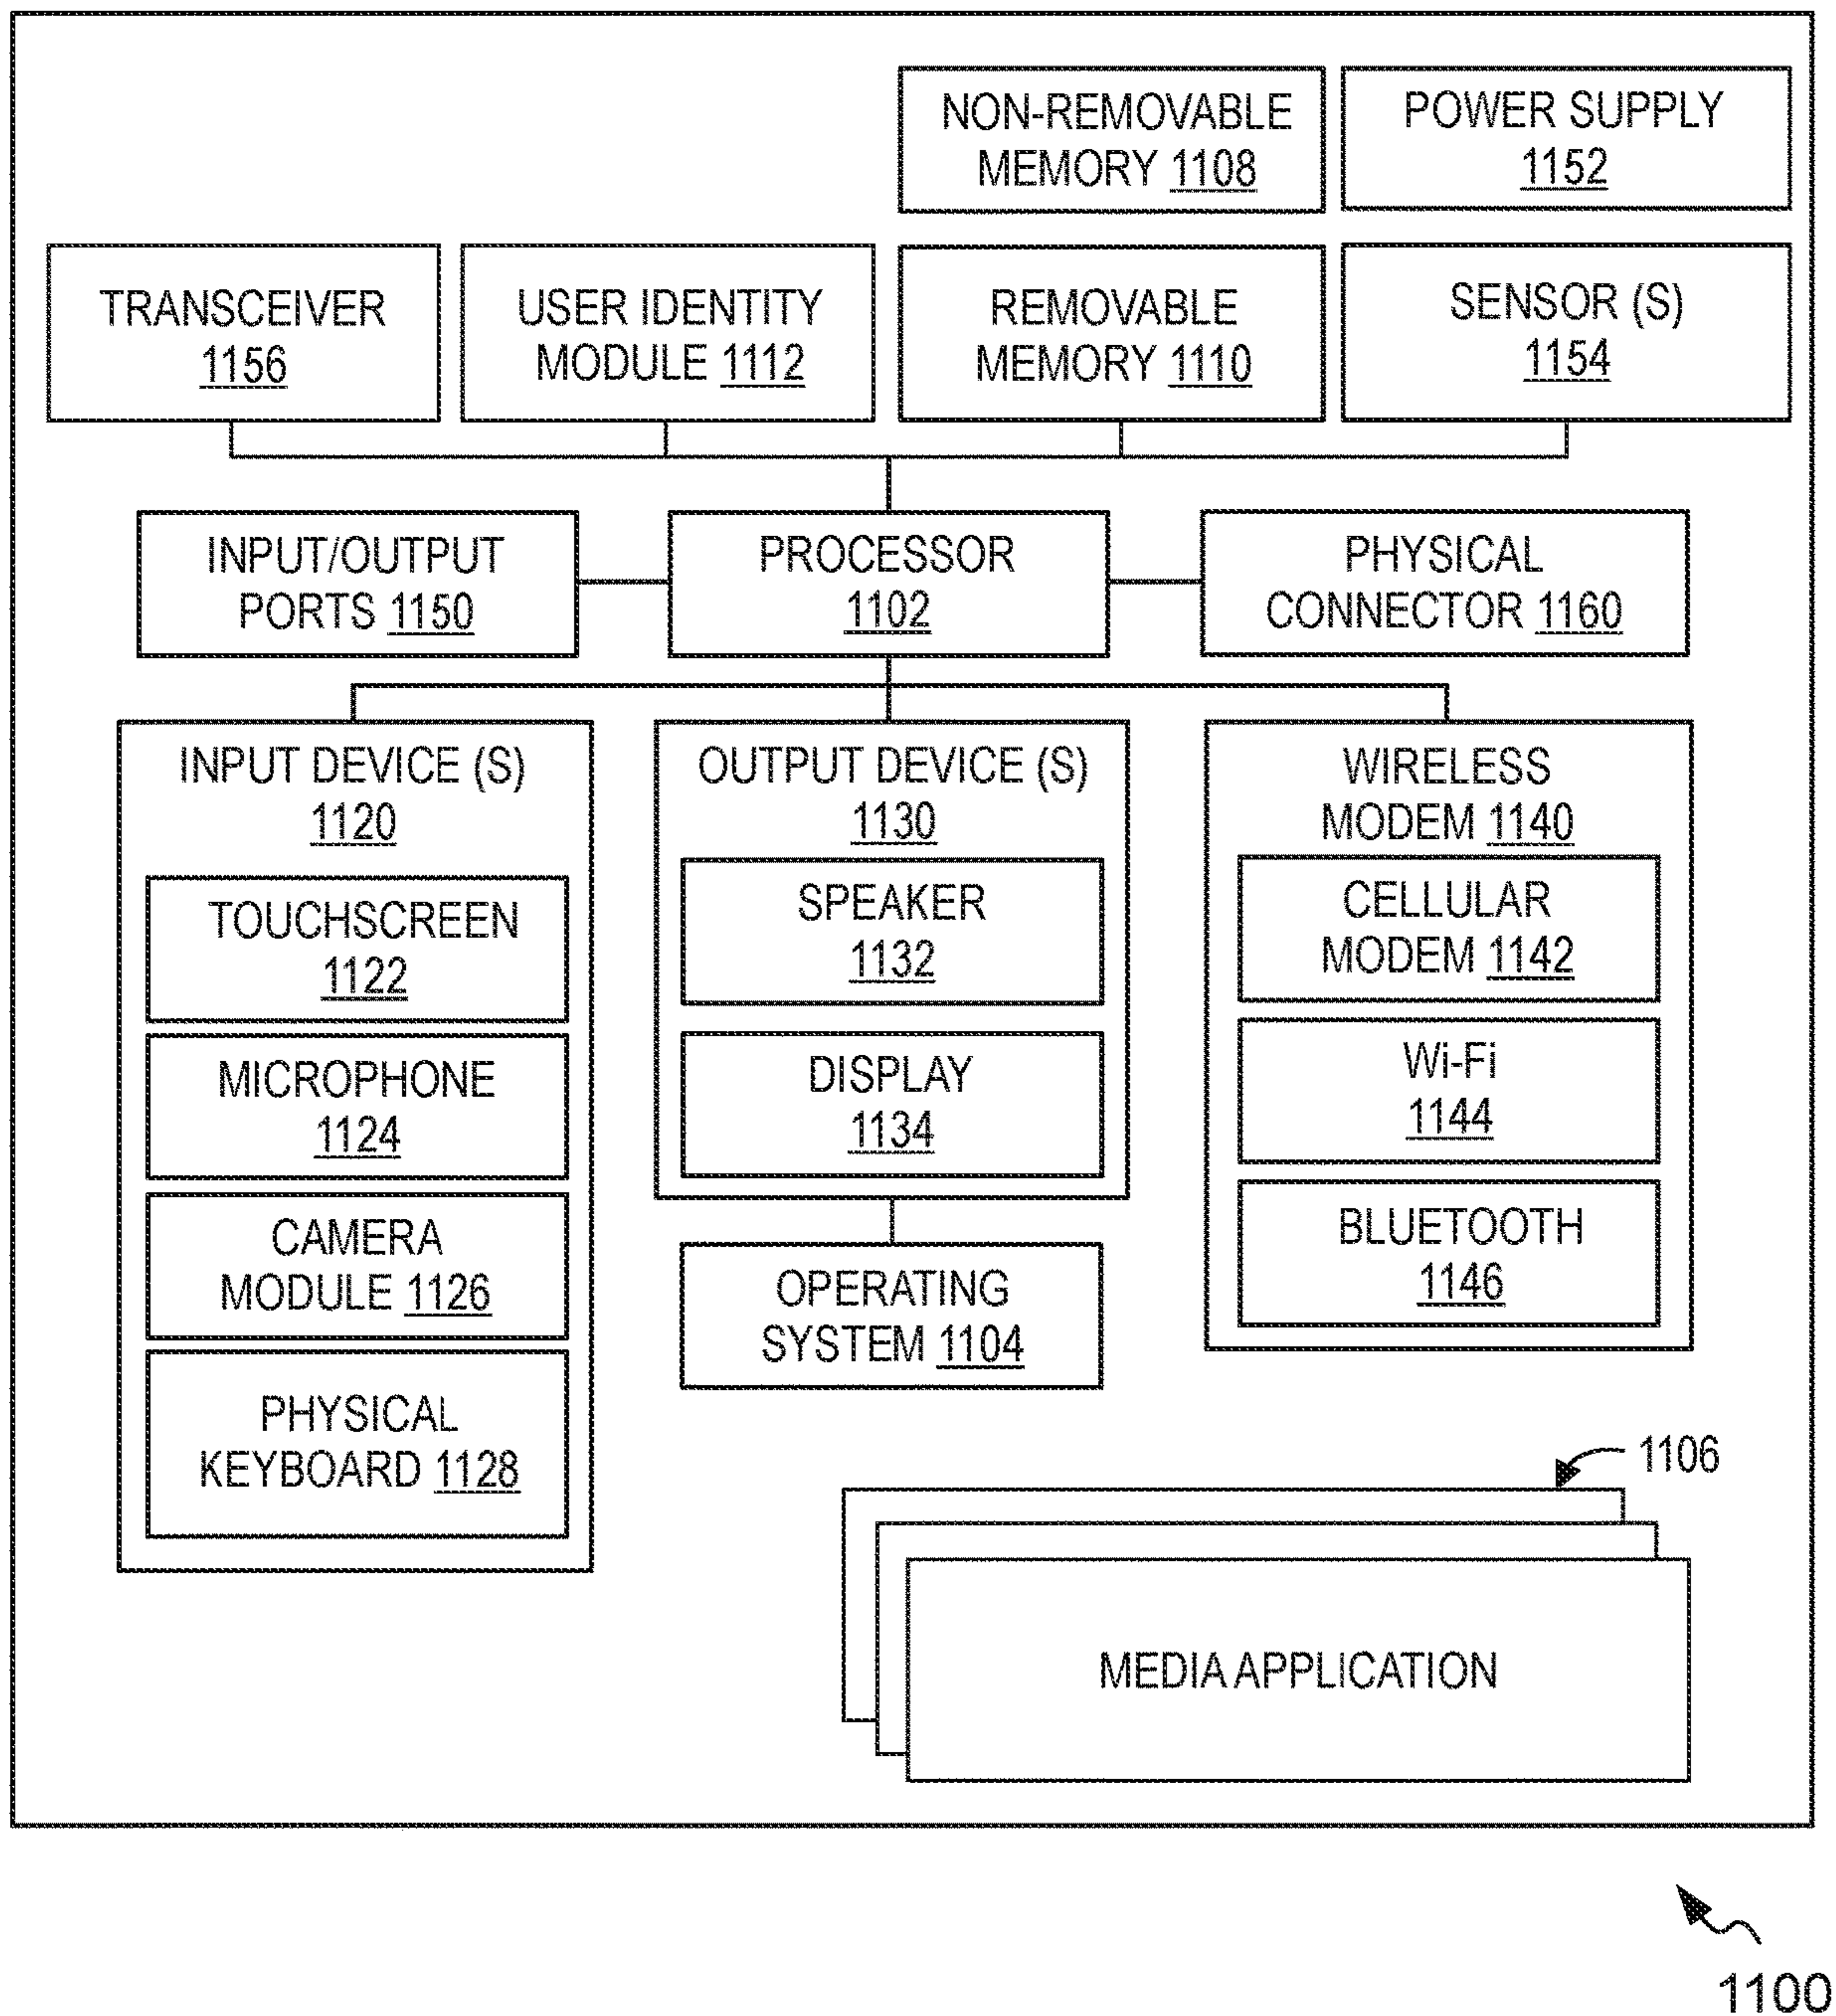 NON-REMOVABLE
MEMORY 1108
POWER SUPPLY
1152
TRANSCEIVER
1156
USER IDENTITY
MODULE 1112
REMOVABLE
MEMORY 1110
SENSOR (S)
1154
INPUT/OUTPUT
PORTS 1150
PROCESSOR
1102
PHYSICAL
CONNECTOR 1160
INPUT DEVICE (S)
1120
TOUCHSCREEN
1122
MICROPHONE
1124
CAMERA
MODULE 1126
PHYSICAL
KEYBOARD 1128
OUTPUT DEVICE (S)
1130
SPEAKER
1132
DISPLAY
1134
OPERATING
SYSTEM 1104
WIRELESS
MODEM 1140
CELLULAR
MODEM 1142
Wi-Fi
1144
BLUETOOTH
1146
1106
MEDIA APPLICATION
1100